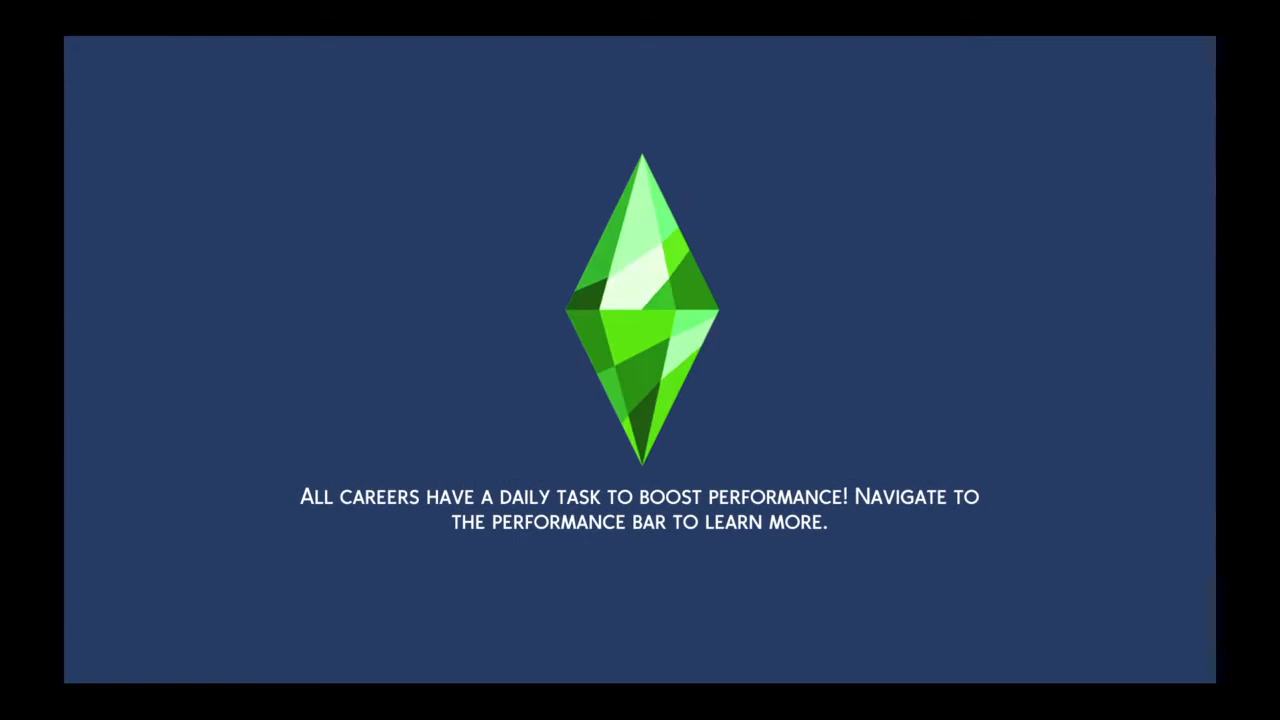 All careers have a daily task to boost performance! Navigate to
the performance bar to learn more.